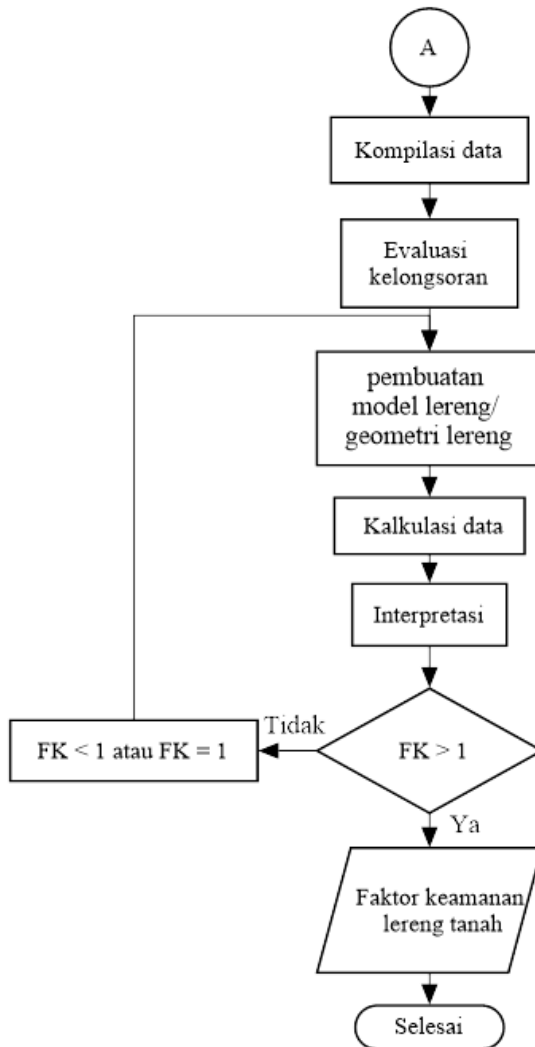 A
Kompilasi data
Evaluasi
kelongsoran
pembuatan
model lereng/
geometri lereng
Kalkulasi data
Interpretasi
FK > 1
Tidak
FK < 1 atau FK = 1
Ya
Faktor keamanan
lereng tanah
Selesai